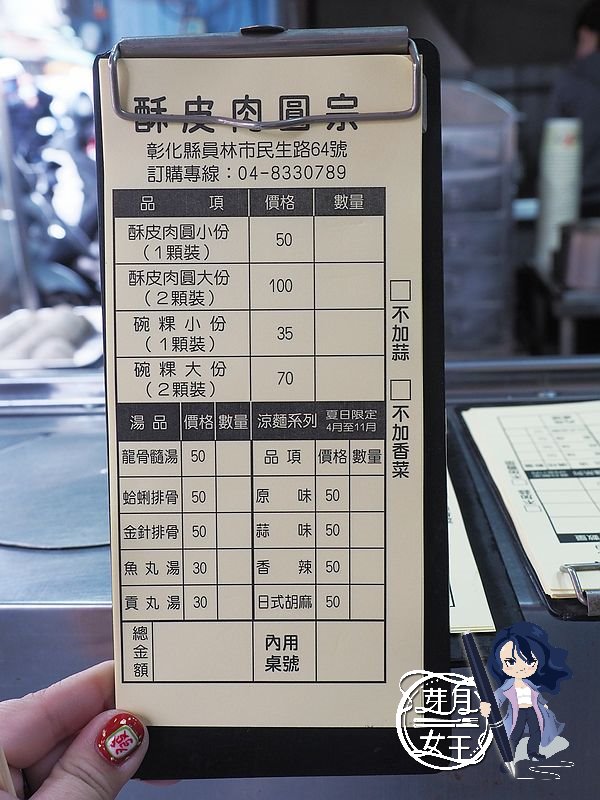 酥皮肉圓宗
彰化縣員林市民生路64號
訂購專線：04-8330789
品 項 價格 數量
酥皮肉圓小份
（1顆裝） 50
酥皮肉圓大份
（2顆裝） 100
碗粿小份
（1顆裝） 35
碗粿大份
（2顆裝） 70
□不加蒜
□不加香菜
湯品 價格 數量 涼麵系列 夏日限定
4月至11月
龍骨髓湯 50 品項 價格 數量
蛤蜊排骨 50 原味 50
金針排骨 50 蒜味 50
魚丸湯 30 香辣 50
貢丸湯 30 日式胡麻 50
總金額 內用
桌號
芽月
女王